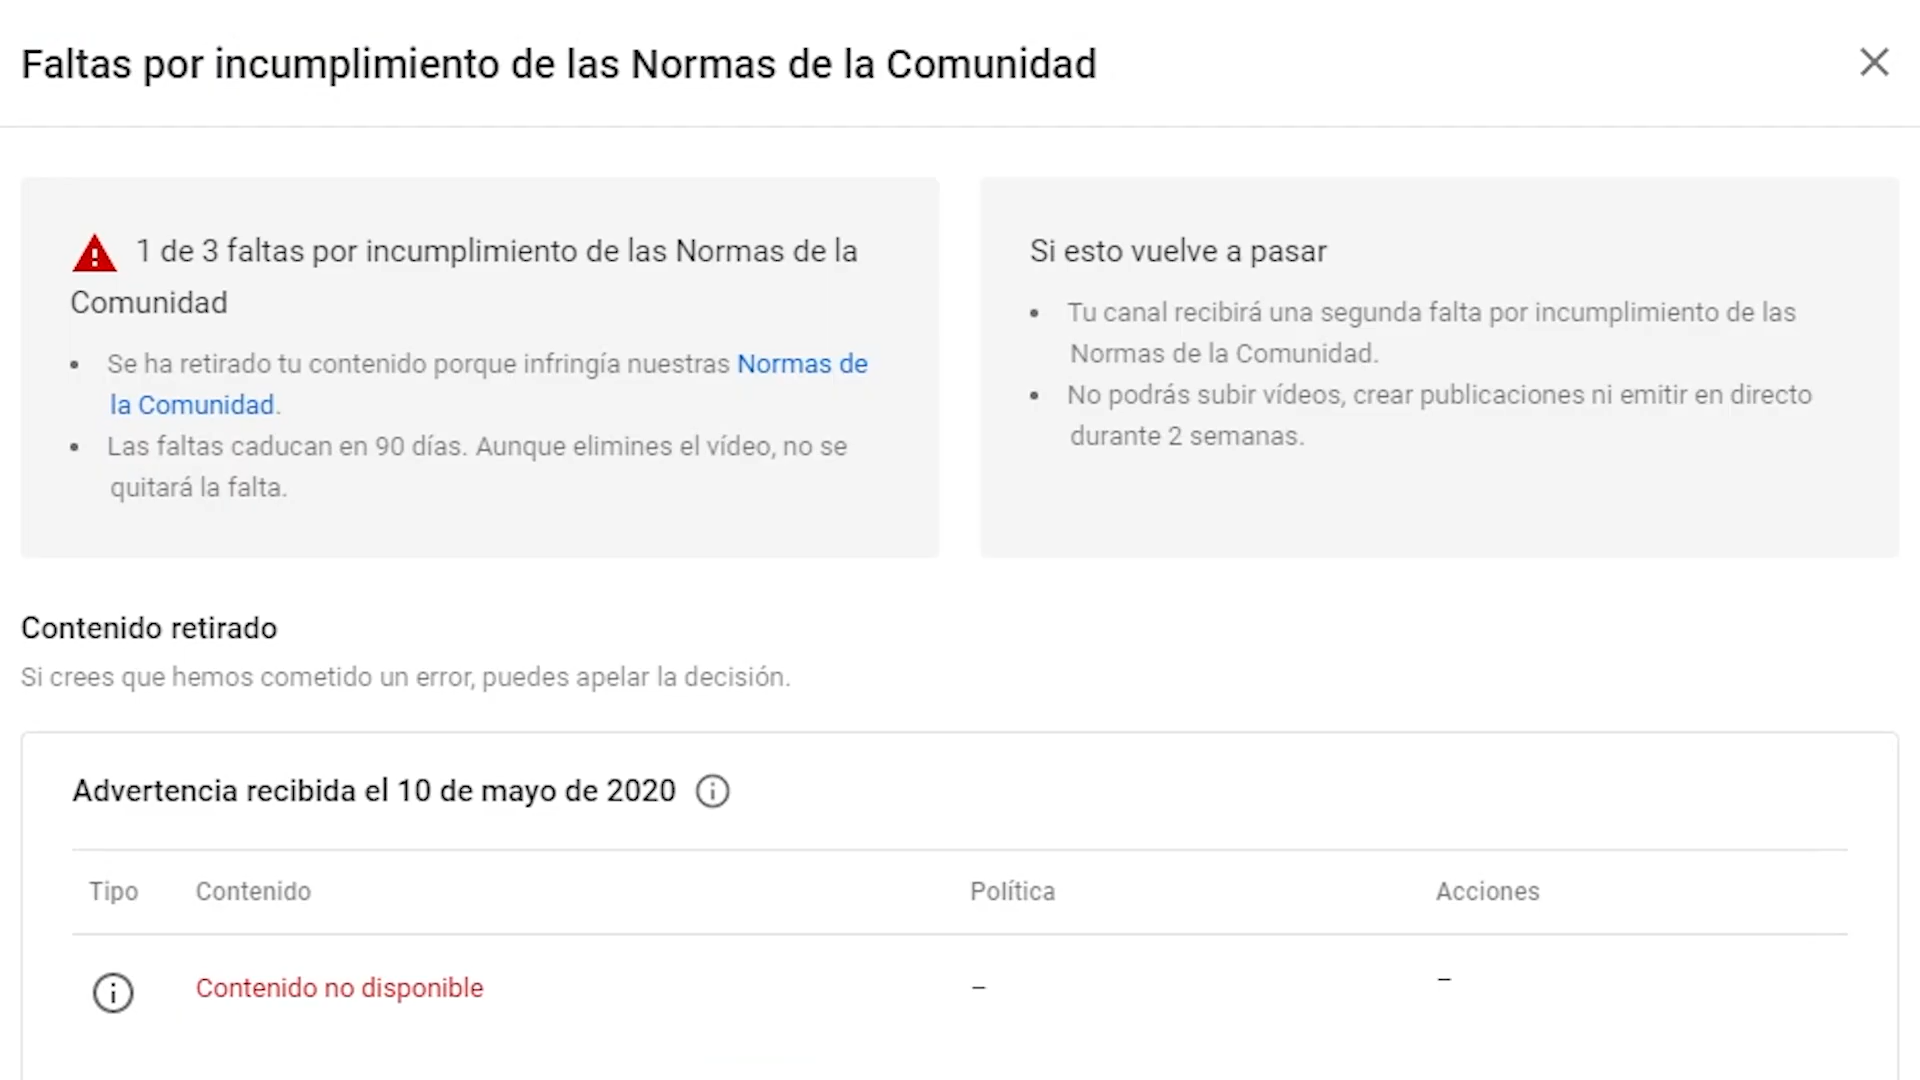 Faltas por incumplimiento de las Normas de la Comunidad
1 de 3 faltas por incumplimiento de las Normas de la
Comunidad
• Se ha retirado tu contenido porque infringía nuestras Normas de
la Comunidad.
• Las faltas caducan en 90 días. Aunque elimines el vídeo, no se
quitará la falta.
Si esto vuelve a pasar
• Tu canal recibirá una segunda falta por incumplimiento de las
Normas de la Comunidad.
• No podrás subir vídeos, crear publicaciones ni emitir en directo
durante 2 semanas.
Contenido retirado
Si crees que hemos cometido un error, puedes apelar la decisión.
Advertencia recibida el 10 de mayo de 2020
Tipo Contenido Política Acciones
Contenido no disponible – –